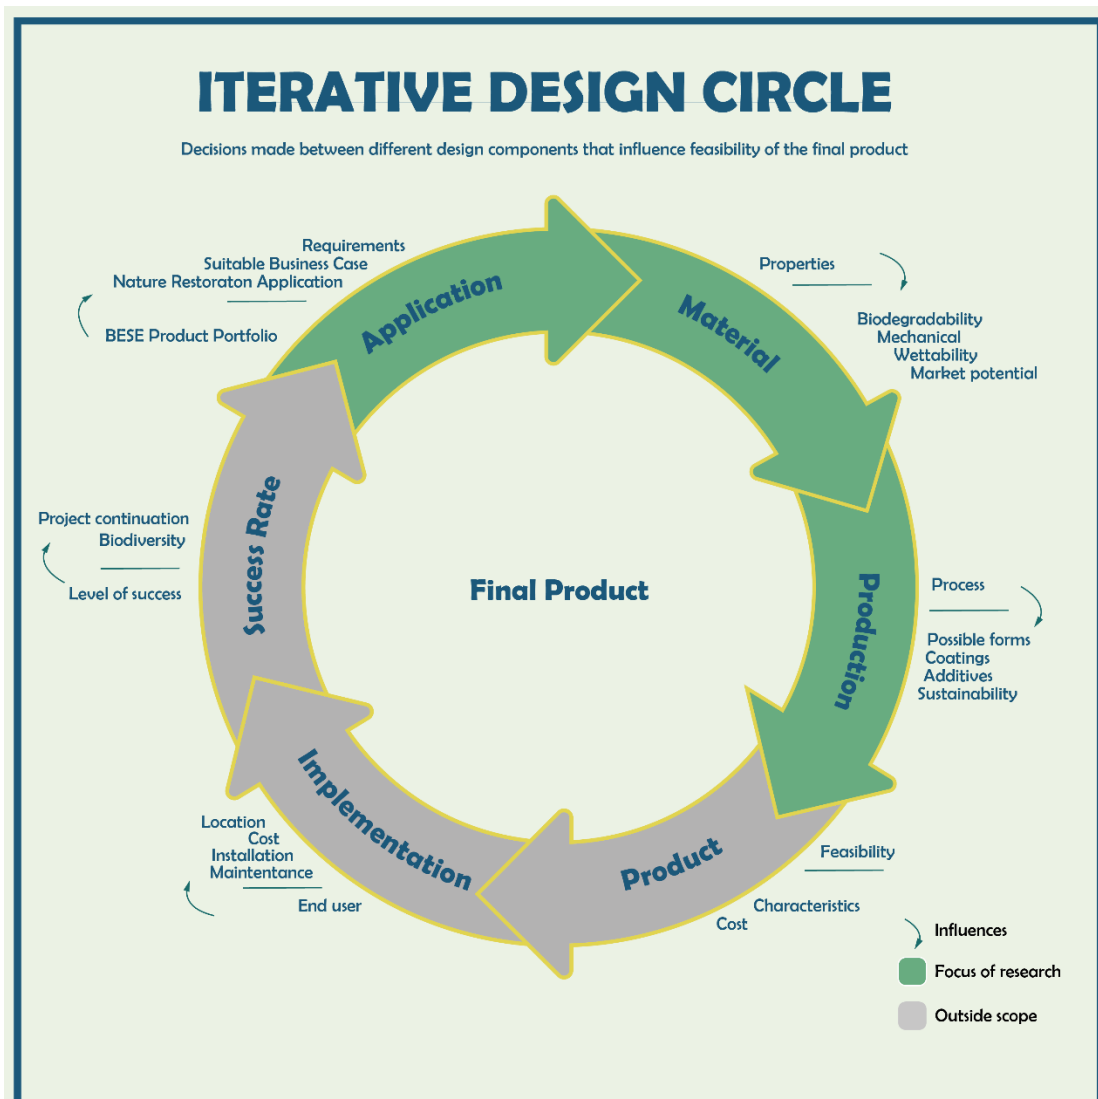 ITERATIVE DESIGN CIRCLE
Decisions made between different design components that influence feasibility of the final product
Requirements
Suitable Business Case
Nature Restoraton Application
BESE Product Portfolio
Application
Material
Properties
Biodegradability
Mechanical
Wettability
Market potential
Project continuation
Biodiversity
Level of success
Success Rate
Final Product
Production
Process
Possible forms
Coatings
Additives
Sustainability
Location
Cost
Installation
Maintentance
End user
Implementation
Product
Feasibility
Characteristics
Cost
Influences
Focus of research
Outside scope